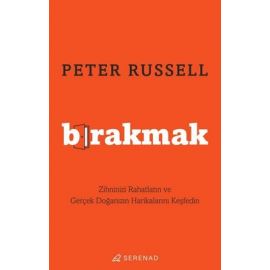 PETER RUSSELL
bırakmak
Zihninizi Rahatlatın ve
Gerçek Doğanızın Harikalarını Keşfedin
SERENAD